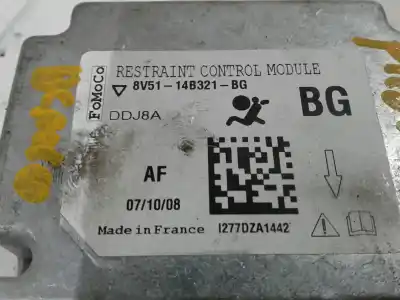 FoMoCo
RESTRAINT CONTROL MODULE
8V51-14B321-BG
DDJ8A
BG
AF
07/10/08
Made in France
I277DZA1442